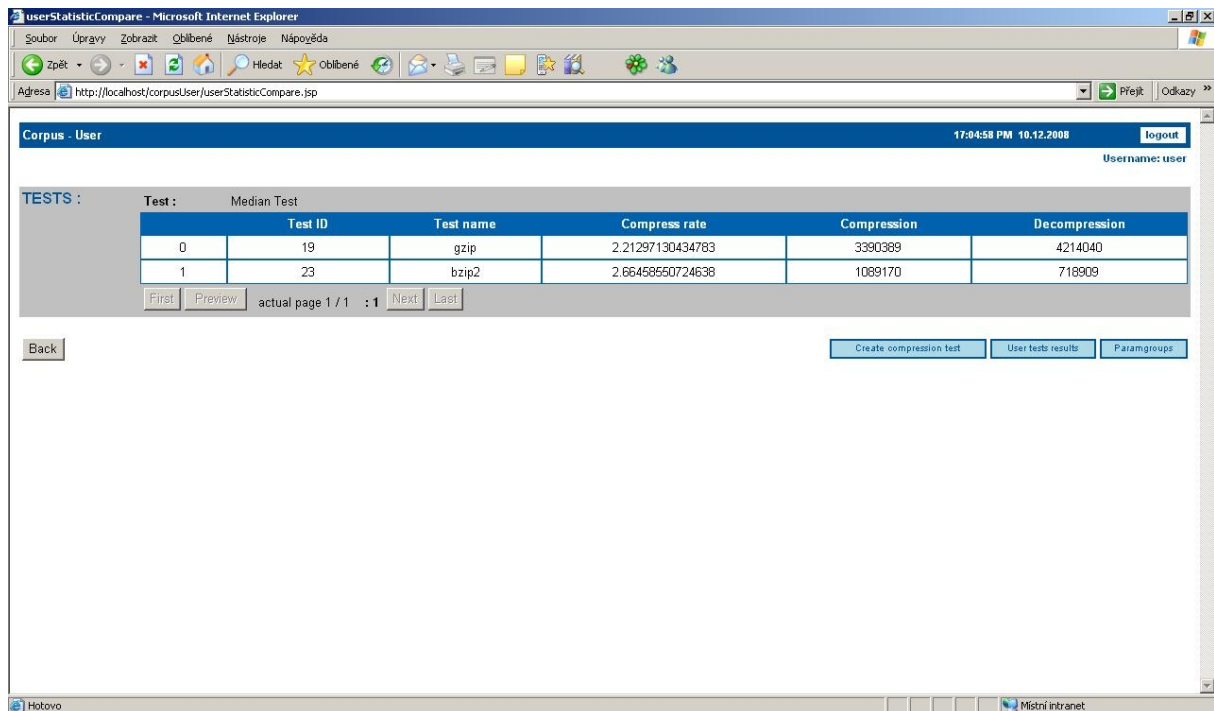 userStatisticCompare - Microsoft Internet Explorer
Soubor Úpravy Zobrazit Oblíbené Nástroje Nápověda
Zpět Hledat Oblíbené
Adresa http://localhost/corpusUser/userStatisticCompare.jsp Přejít Odkazy »
Corpus - User 17:04:58 PM 10.12.2008 logout
Username: user
TESTS : Test : Median Test
Test ID Test name Compress rate Compression Decompression
0 19 gzip 2.21297130434783 3390389 4214040
1 23 bzip2 2.66458550724638 1089170 718909
First Preview actual page 1 / 1 : 1 Next Last
Back Create compression test User tests results Paramgroups
Hotovo Místní intranet